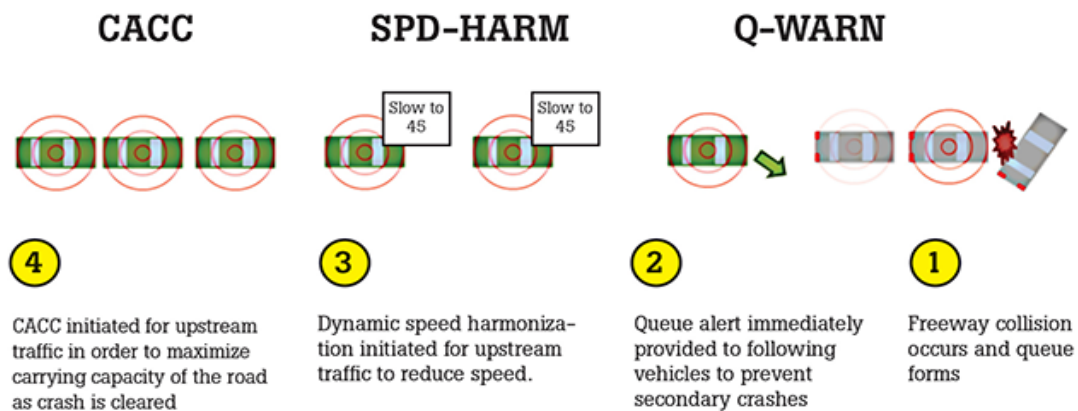 CACC
SPD-HARM
Q-WARN
Slow to
45
Slow to
45
4
3
2
1
CACC initiated for upstream
traffic in order to maximize
carrying capacity of the road
as crash is cleared
Dynamic speed harmoniza-
tion initiated for upstream
traffic to reduce speed.
Queue alert immediately
provided to following
vehicles to prevent
secondary crashes
Freeway collision
occurs and queue
forms